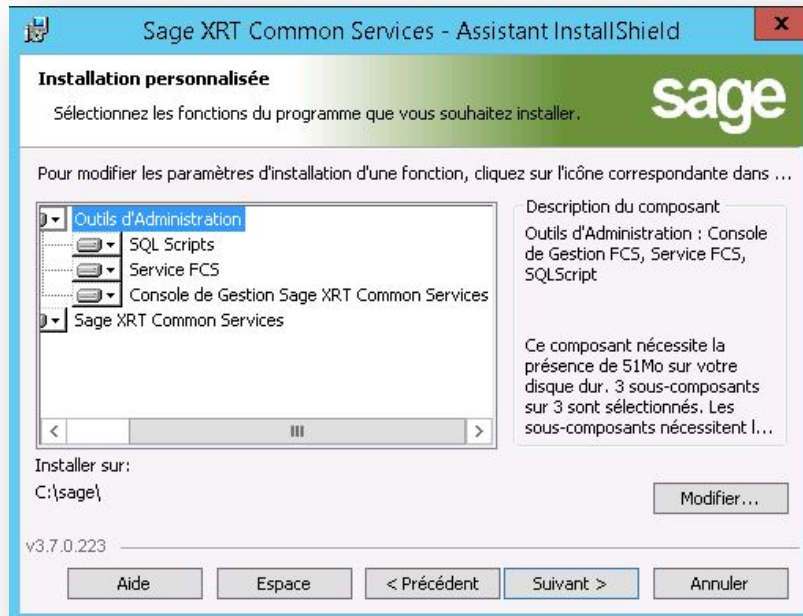 Sage XRT Common Services - Assistant InstallShield
x
Installation personnalisée
Sélectionnez les fonctions du programme que vous souhaitez installer.
sage
Pour modifier les paramètres d'installation d'une fonction, cliquez sur l'icône correspondante dans ...
Outils d'Administration
SQL Scripts
Service FCS
Console de Gestion Sage XRT Common Services
Sage XRT Common Services
Description du composant
Outils d'Administration : Console
de Gestion FCS, Service FCS,
SQLScript
Ce composant nécessite la
présence de 51Mo sur votre
disque dur. 3 sous-composants
sur 3 sont sélectionnés. Les
sous-composants nécessitent l...
Installer sur:
C:\sage\
Modifier...
v3.7.0.223
Aide
Espace
< Précédent
Suivant >
Annuler